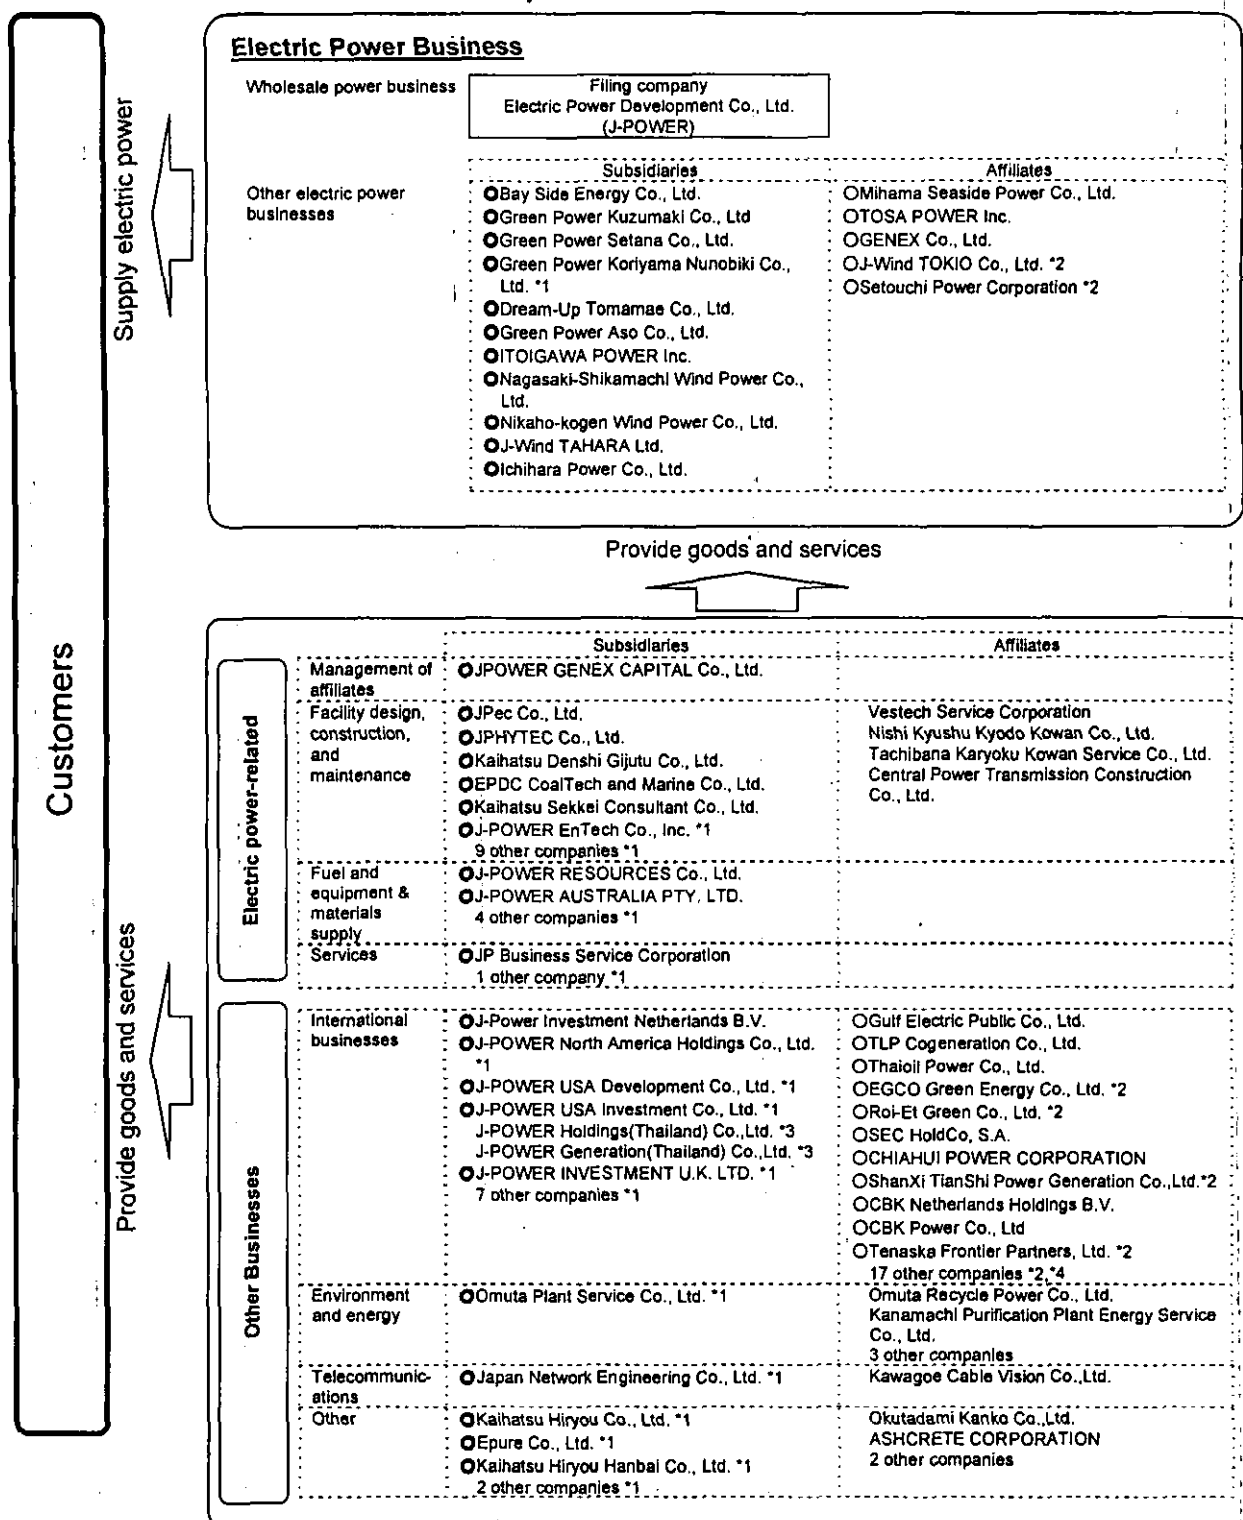 Electric Power Business
Wholesale power business
Filing company
Electric Power Development Co., Ltd.
(J-POWER)
Supply electric power
Subsidiaries
Affiliates
Other electric power
businesses
Bay Side Energy Co., Ltd.
Green Power Kuzumaki Co., Ltd
Green Power Setana Co., Ltd.
Green Power Koriyama Nunobiki Co.,
Ltd. *1
Dream-Up Tomamae Co., Ltd.
Green Power Aso Co., Ltd.
ITOIGAWA POWER Inc.
Nagasaki-Shikamachi Wind Power Co.,
Ltd.
Nikaho-kogen Wind Power Co., Ltd.
J-Wind TAHARA Ltd.
Ichihara Power Co., Ltd.
Mihama Seaside Power Co., Ltd.
TOSA POWER Inc.
GENEX Co., Ltd.
J-Wind TOKIO Co., Ltd. *2
Setouchi Power Corporation *2
Provide goods and services
Customers
Provide goods and services
Subsidiaries
Affiliates
Electric power-related
Management of
affiliates
JPOWER GENEX CAPITAL Co., Ltd.
Facility design,
construction,
and
maintenance
JPec Co., Ltd.
JPHYTEC Co., Ltd.
Kaihatsu Denshi Gijutu Co., Ltd.
EPDC CoalTech and Marine Co., Ltd.
Kaihatsu Sekkei Consultant Co., Ltd.
J-POWER EnTech Co., Inc. *1
9 other companies *1
Vestech Service Corporation
Nishi Kyushu Kyodo Kowan Co., Ltd.
Tachibana Karyoku Kowan Service Co., Ltd.
Central Power Transmission Construction
Co., Ltd.
Fuel and
equipment &
materials
supply
J-POWER RESOURCES Co., Ltd.
J-POWER AUSTRALIA PTY. LTD.
4 other companies *1
Services
JP Business Service Corporation
1 other company *1
Other Businesses
International
businesses
J-Power Investment Netherlands B.V.
J-POWER North America Holdings Co., Ltd.
*1
J-POWER USA Development Co., Ltd. *1
J-POWER USA Investment Co., Ltd. *1
J-POWER Holdings(Thailand) Co.,Ltd. *3
J-POWER Generation(Thailand) Co.,Ltd. *3
J-POWER INVESTMENT U.K. LTD. *1
7 other companies *1
Gulf Electric Public Co., Ltd.
TLP Cogeneration Co., Ltd.
Thaioil Power Co., Ltd.
EGCO Green Energy Co., Ltd. *2
Roi-Et Green Co., Ltd. *2
SEC HoldCo, S.A.
CHIAHUI POWER CORPORATION
ShanXi TianShi Power Generation Co.,Ltd.*2
CBK Netherlands Holdings B.V.
CBK Power Co., Ltd
Tenaska Frontier Partners, Ltd. *2
17 other companies *2,*4
Environment
and energy
Omuta Plant Service Co., Ltd. *1
Omuta Recycle Power Co., Ltd.
Kanamachi Purification Plant Energy Service
Co., Ltd.
3 other companies
Telecommunic-
ations
Japan Network Engineering Co., Ltd. *1
Kawagoe Cable Vision Co.,Ltd.
Other
Kaihatsu Hiryou Co., Ltd. *1
Epure Co., Ltd. *1
Kaihatsu Hiryou Hanbai Co., Ltd. *1
2 other companies *1
Okutadami Kanko Co.,Ltd.
ASHCRETE CORPORATION
2 other companies